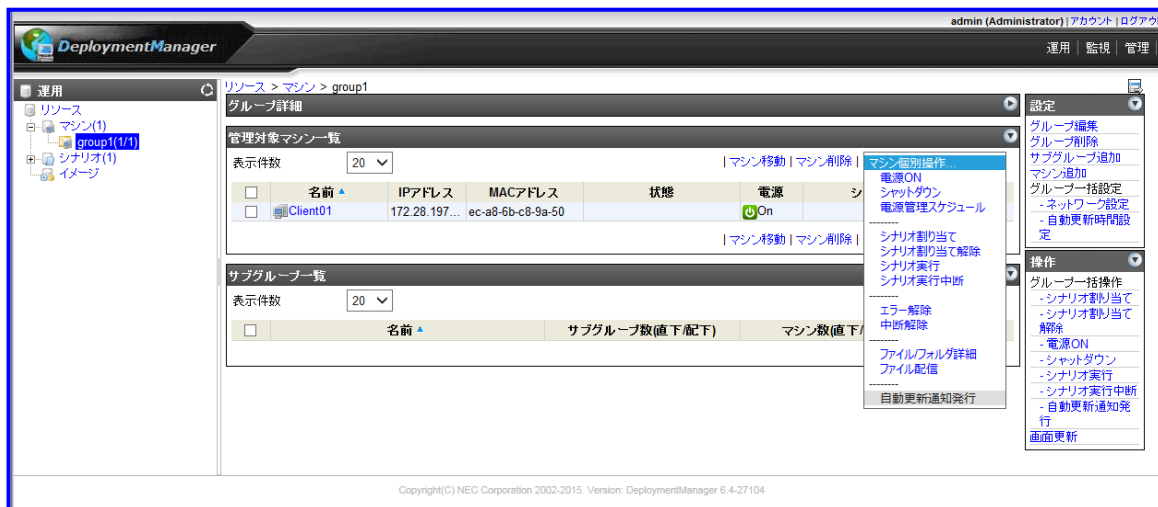 admin (Administrator) | アカウント | ログアウ
DeploymentManager
運用 | 監視 | 管理 |
運用
リソース
マシン(1)
group1(1/1)
シナリオ(1)
イメージ
リソース > マシン > group1
グループ詳細
管理対象マシン一覧
表示件数 20
| マシン移動 | マシン削除 |
マシン個別操作...
電源ON
シャットダウン
電源管理スケジュール
--------
シナリオ割り当て
シナリオ割り当て解除
シナリオ実行
シナリオ実行中断
--------
エラー解除
中断解除
--------
ファイル/フォルダ詳細
ファイル配信
--------
自動更新通知発行
名前 IPアドレス MACアドレス 状態 電源 シ
Client01 172.28.197... ec-a8-6b-c8-9a-50 On
| マシン移動 | マシン削除 |
サブグループ一覧
表示件数 20
名前 サブグループ数(直下/配下) マシン数(直下/
設定
グループ編集
グループ削除
サブグループ追加
マシン追加
グループ一括設定
- ネットワーク設定
- 自動更新時間設
定
操作
グループ一括操作
- シナリオ割り当て
- シナリオ割り当て
解除
- 電源ON
- シャットダウン
- シナリオ実行
- シナリオ実行中断
- 自動更新通知発
行
画面更新
Copyright(C) NEC Corporation 2002-2015. Version: DeploymentManager 6.4-27104